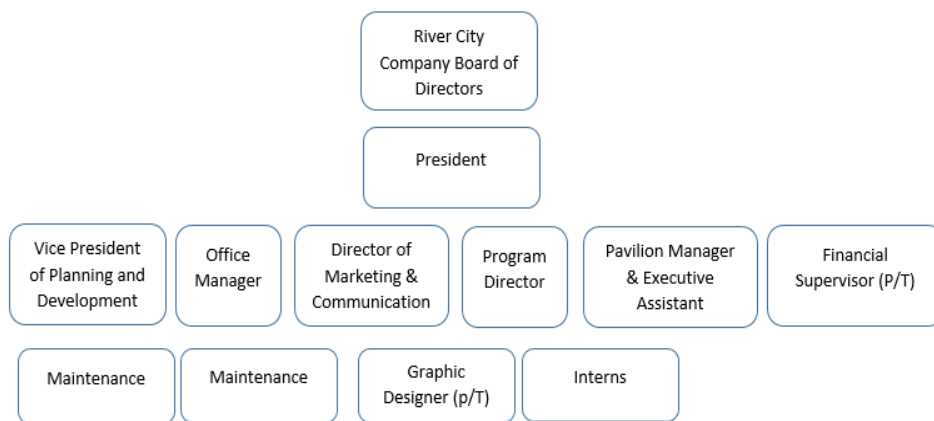 River City
Company Board of
Directors
President
Vice President
of Planning and
Development
Office
Manager
Director of
Marketing &
Communication
Program
Director
Pavilion Manager
& Executive
Assistant
Financial
Supervisor (P/T)
Maintenance
Maintenance
Graphic
Designer (p/T)
Interns